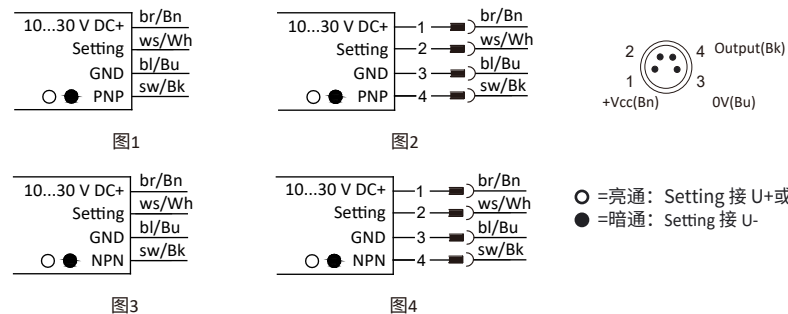 10...30 V DC+ br/Bn
Setting ws/Wh
GND bl/Bu
PNP sw/Bk
图1
10...30 V DC+ 1 br/Bn
Setting 2 ws/Wh
GND 3 bl/Bu
PNP 4 sw/Bk
图2
2 4 Output(Bk)
1 3
+Vcc(Bn) 0V(Bu)
10...30 V DC+ br/Bn
Setting ws/Wh
GND bl/Bu
NPN sw/Bk
图3
10...30 V DC+ 1 br/Bn
Setting 2 ws/Wh
GND 3 bl/Bu
NPN 4 sw/Bk
图4
=亮通：Setting 接 U+或
=暗通：Setting 接 U-